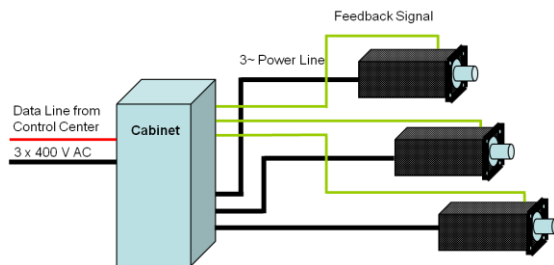 Feedback Signal
3~ Power Line
Data Line from
Control Center
Cabinet
3 x 400 V AC